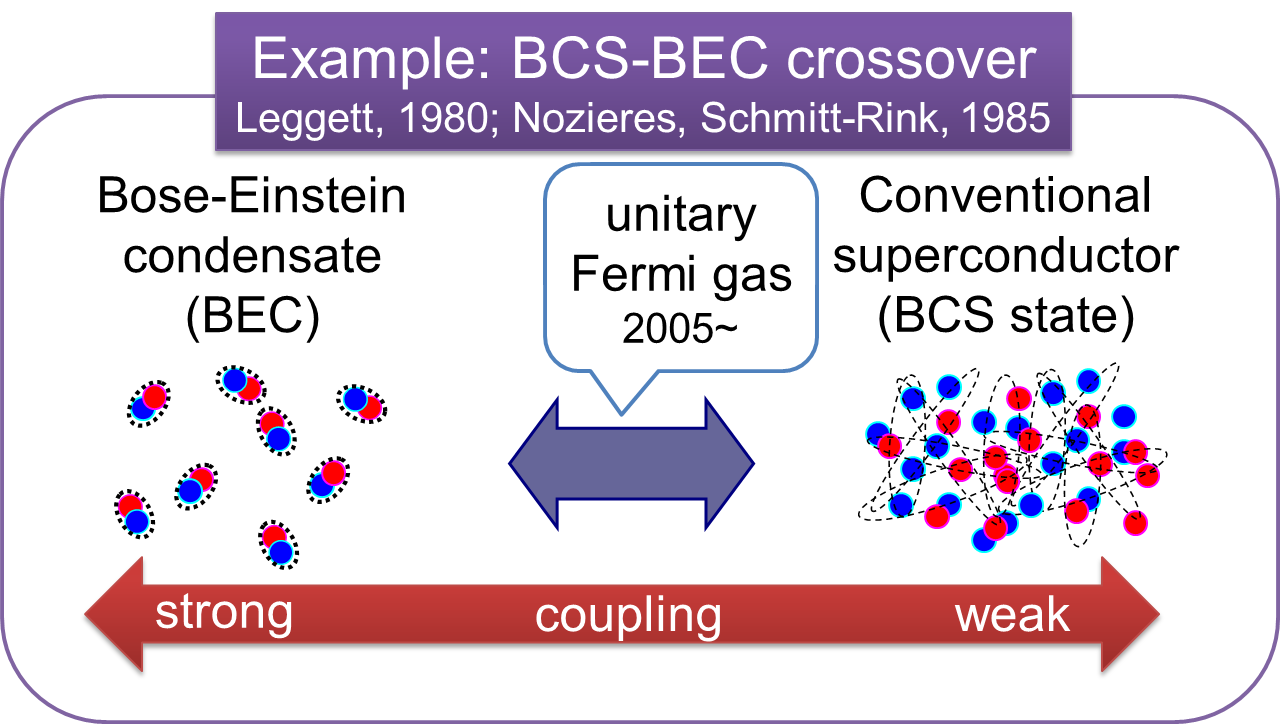 Example: BCS-BEC crossover
Leggett, 1980; Nozieres, Schmitt-Rink, 1985
Bose-Einstein
condensate
(BEC)
unitary
Fermi gas
2005~
Conventional
superconductor
(BCS state)
strong coupling weak